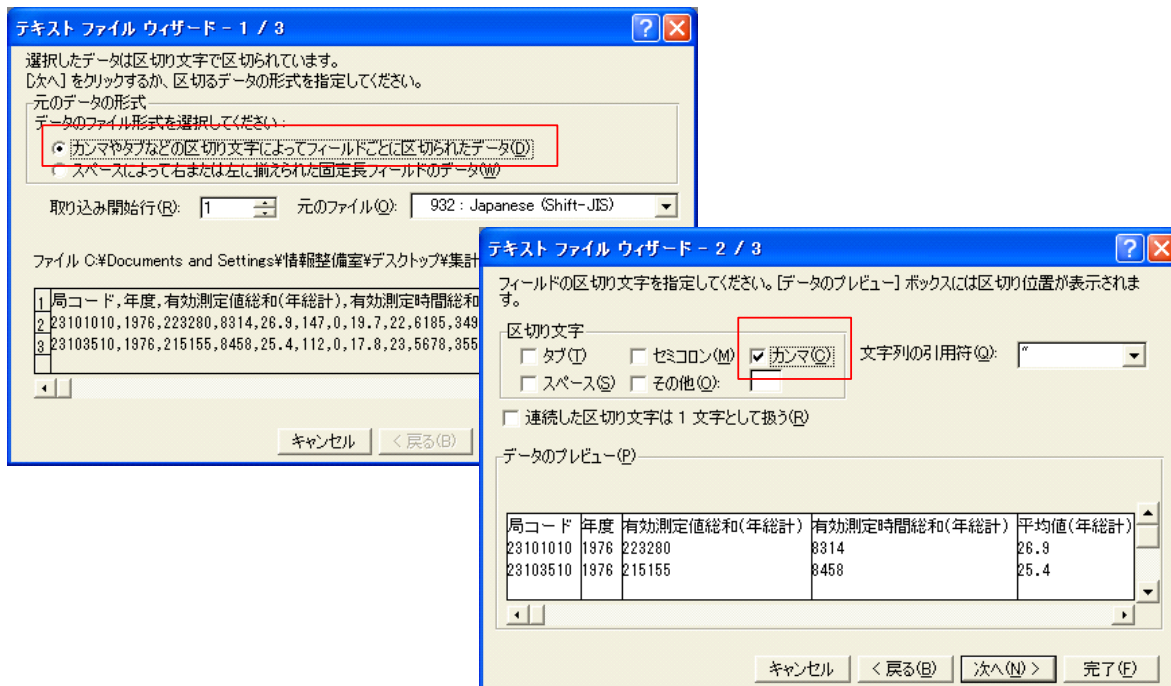 テキスト ファイル ウィザード - 1 / 3
選択したデータは区切り文字で区切られています。
[次へ] をクリックするか、区切るデータの形式を指定してください。
元のデータの形式
データのファイル形式を選択してください:
カンマやタブなどの区切り文字によってフィールドごとに区切られたデータ(D)
スペースによって右または左に揃えられた固定長フィールドのデータ(W)
取り込み開始行(R): 1 元のファイル(O): 932 : Japanese (Shift-JIS)
ファイル C:¥Documents and Settings¥情報整備室¥デスクトップ¥集計
1 局コード,年度,有効測定値総和(年総計),有効測定時間総和
2 23101010,1976,223280,8314,26.9,147,0,19.7,22,6185,349
3 23103510,1976,215155,8458,25.4,112,0,17.8,23,5678,355
キャンセル < 戻る(B)
テキスト ファイル ウィザード - 2 / 3
フィールドの区切り文字を指定してください。[データのプレビュー] ボックスには区切り位置が表示されま
す。
区切り文字
タブ(T) セミコロン(M) カンマ(C) 文字列の引用符(Q): "
スペース(S) その他(O):
連続した区切り文字は 1 文字として扱う(R)
データのプレビュー(P)
局コード 年度 有効測定値総和(年総計) 有効測定時間総和(年総計) 平均値(年総計)
23101010 1976 223280 8314 26.9
23103510 1976 215155 8458 25.4
キャンセル < 戻る(B) 次へ(N) > 完了(F)